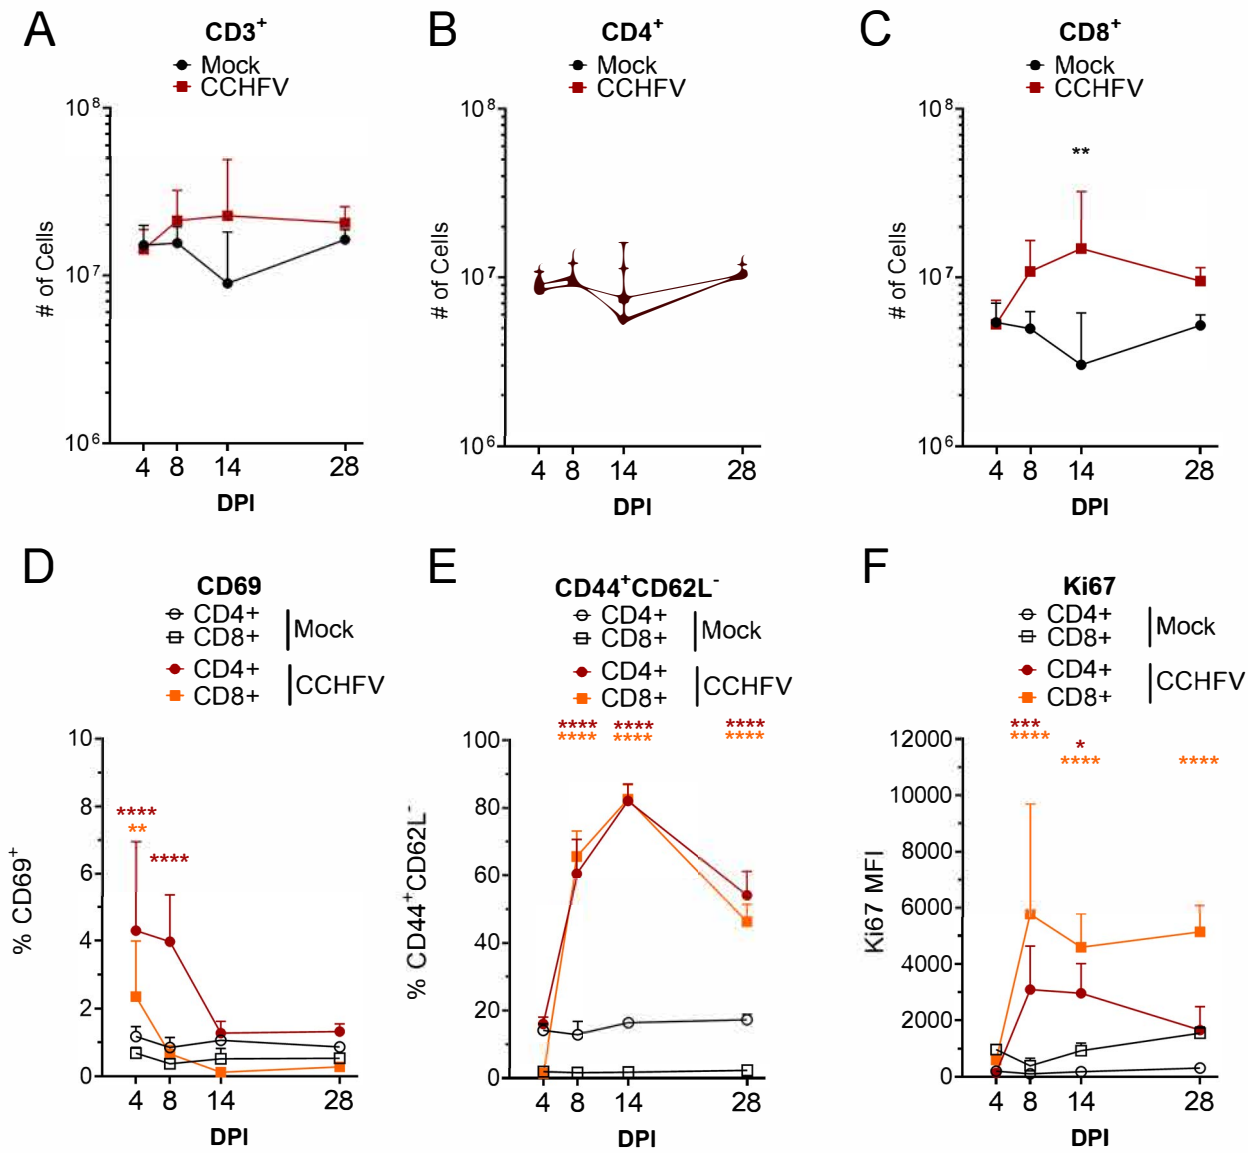 A
CD3⁺
Mock
CCHFV
10⁸
10⁷
10⁶
# of Cells
4 8 14 28
DPI
B
CD4⁺
Mock
CCHFV
10⁸
10⁷
10⁶
# of Cells
4 8 14 28
DPI
C
CD8⁺
Mock
CCHFV
**
10⁸
10⁷
10⁶
# of Cells
4 8 14 28
DPI
D
CD69
CD4+
CD8+
Mock
CD4+
CD8+
CCHFV
****
**
****
10
8
6
4
2
0
% CD69⁺
4 8 14 28
DPI
E
CD44⁺CD62L⁻
CD4+
CD8+
Mock
CD4+
CD8+
CCHFV
**** **** ****
**** **** ****
100
80
60
40
20
0
% CD44⁺CD62L⁻
4 8 14 28
DPI
F
Ki67
CD4+
CD8+
Mock
CD4+
CD8+
CCHFV
***
****
*
****
****
12000
10000
8000
6000
4000
2000
0
Ki67 MFI
4 8 14 28
DPI